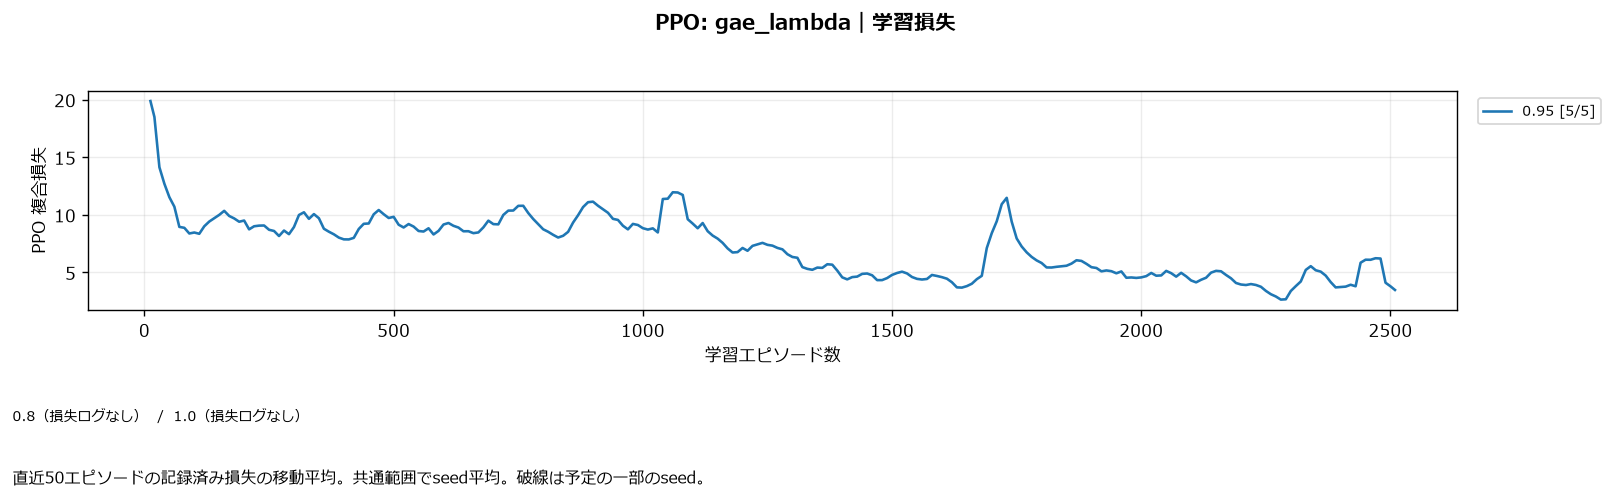 PPO: gae_lambda | 学習損失
20
15
10
5
PPO 複合損失
0.95 [5/5]
0 500 1000 1500 2000 2500
学習エピソード数
0.8（損失ログなし） / 1.0（損失ログなし）
直近50エピソードの記録済み損失の移動平均。共通範囲でseed平均。破線は予定の一部のseed。